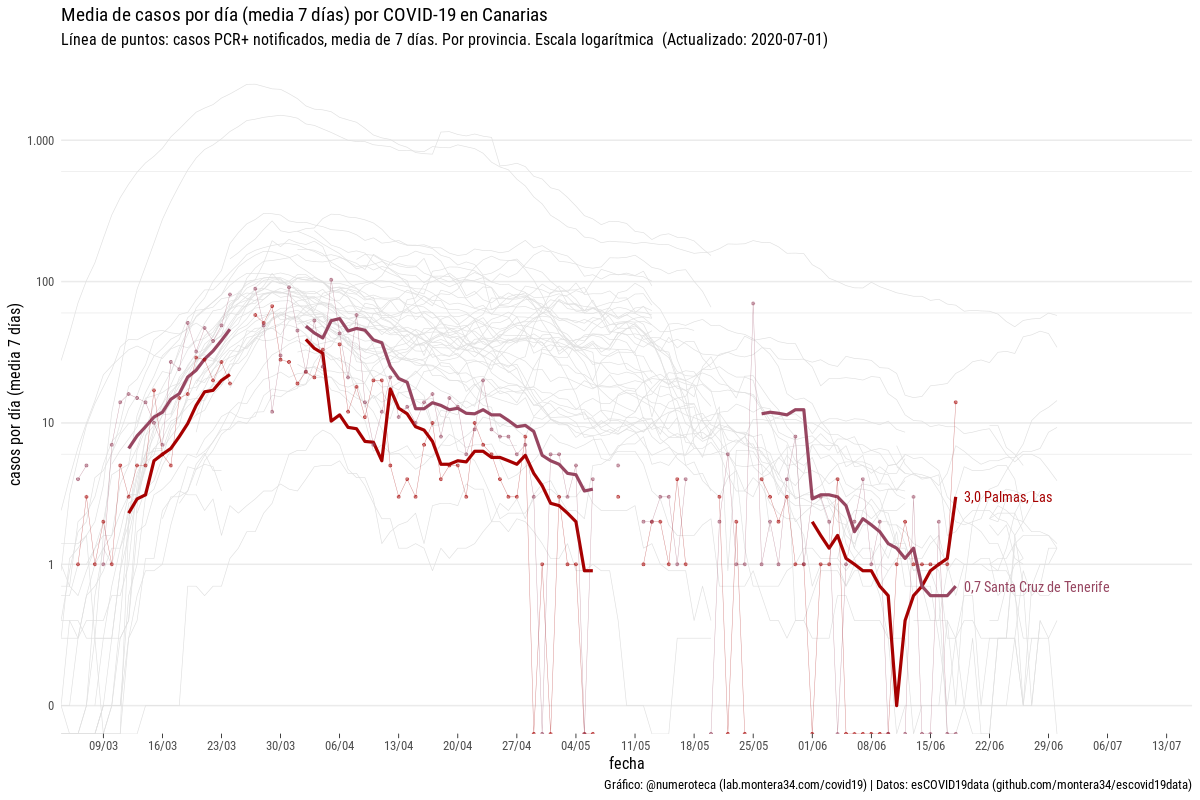 Media de casos por día (media 7 días) por COVID-19 en Canarias
Línea de puntos: casos PCR+ notificados, media de 7 días. Por provincia. Escala logarítmica  (Actualizado: 2020-07-01)
casos por día (media 7 días)
1.000
100
10
1
0
3,0 Palmas, Las
0,7 Santa Cruz de Tenerife
09/03 16/03 23/03 30/03 06/04 13/04 20/04 27/04 04/05 11/05 18/05 25/05 01/06 08/06 15/06 22/06 29/06 06/07 13/07
fecha
Gráfico: @numeroteca (lab.montera34.com/covid19) | Datos: esCOVID19data (github.com/montera34/escovid19data)